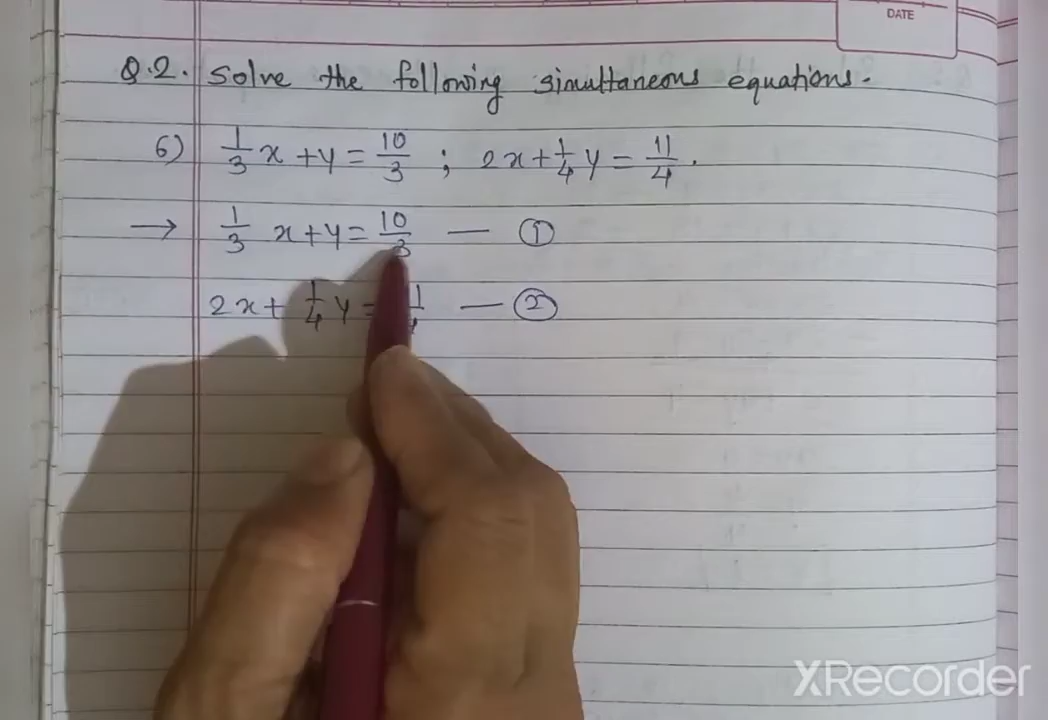 DATE
Q.2. Solve the following simultaneous equations.
6) 1/3 x + y = 10/3 ; 2x + 1/4 y = 11/4 .
→ 1/3 x + y = 10/3 — ①
2x + 1/4 y = — ②
XRecorder